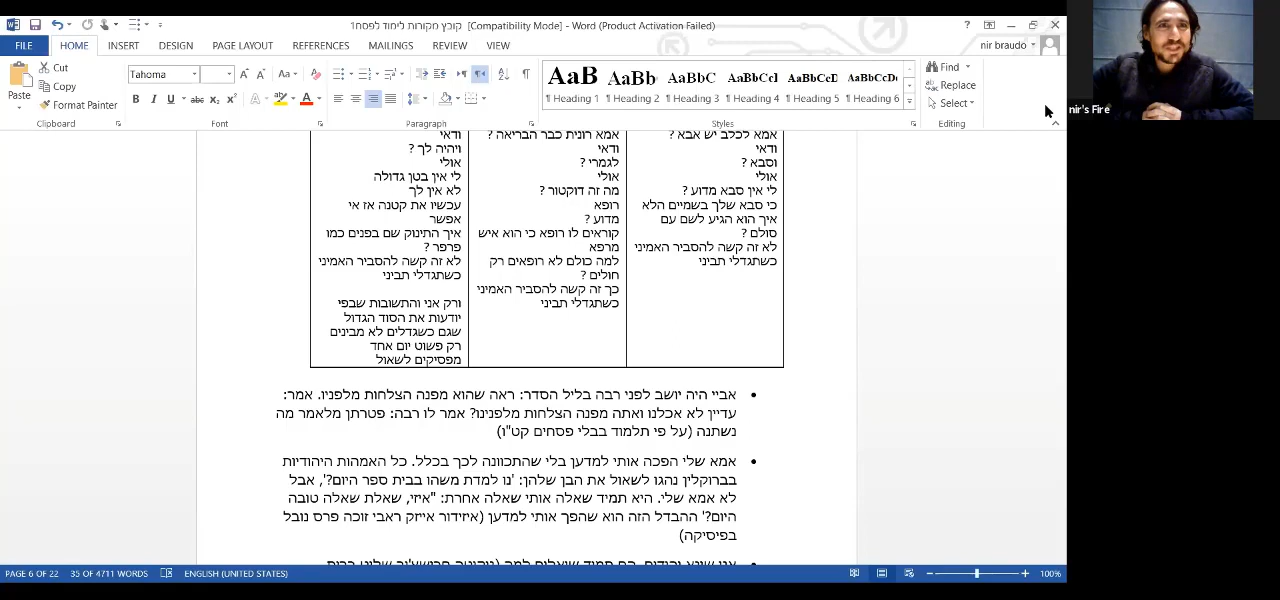 קובץ מקורות לימוד לפסח1 [Compatibility Mode] - Word (Product Activation Failed)
FILE HOME INSERT DESIGN PAGE LAYOUT REFERENCES MAILINGS REVIEW VIEW nir braudo
Paste
Cut
Copy
Format Painter
Clipboard
Tahoma
Font
Paragraph
AaB AaBb AaBbC AaBbCcI AaBbCcD AaBbCcDı
¶ Heading 1 ¶ Heading 2 ¶ Heading 3 ¶ Heading 4 ¶ Heading 5 ¶ Heading 6
Styles
Find
Replace
Select
Editing
nir's Fire
אמא לכלב יש אבא ?
ודאי
וסבא ?
אולי
לי אין סבא מדוע ?
כי סבא שלך בשמיים הלא
איך הוא הגיע לשם עם
סולם ?
לא זה קשה להסביר האמיני
כשתגדלי תביני
אמא רונית כבר הבריאה ?
ודאי
לגמרי ?
אולי
מה זה דוקטור ?
רופא
מדוע ?
קוראים לו רופא כי הוא איש
מרפא
למה כולם לא רופאים רק
חולים ?
כך זה קשה להסביר האמיני
כשתגדלי תביני
ודאי
ויהיה לך ?
אולי
לי אין בטן גדולה
לא אין לך
עכשיו את קטנה אז אי
אפשר
איך התינוק שם בפנים כמו
פרפר ?
לא זה קשה להסביר האמיני
כשתגדלי תביני
ורק אני והתשובות שבפי
יודעות את הסוד הגדול
שגם כשגדלים לא מבינים
רק פשוט יום אחד
מפסיקים לשאול
• אביי היה יושב לפני רבה בליל הסדר: ראה שהוא מפנה הצלחות מלפניו. אמר:
עדיין לא אכלנו ואתה מפנה הצלחות מלפנינו? אמר לו רבה: פטרתן מלאמר מה
נשתנה (על פי תלמוד בבלי פסחים קט"ו)
• אמא שלי הפכה אותי למדען בלי שהתכוונה לכך בכלל. כל האמהות היהודיות
בברוקלין נהגו לשאול את הבן שלהן: 'נו למדת משהו בבית ספר היום?', אבל
לא אמא שלי. היא תמיד שאלה אותי שאלה אחרת: "איזי, שאלת שאלה טובה
היום?' ההבדל הזה הוא שהפך אותי למדען (איזידור אייזק ראבי זוכה פרס נובל
בפיסיקה)
PAGE 6 OF 22 35 OF 4711 WORDS ENGLISH (UNITED STATES) 100%